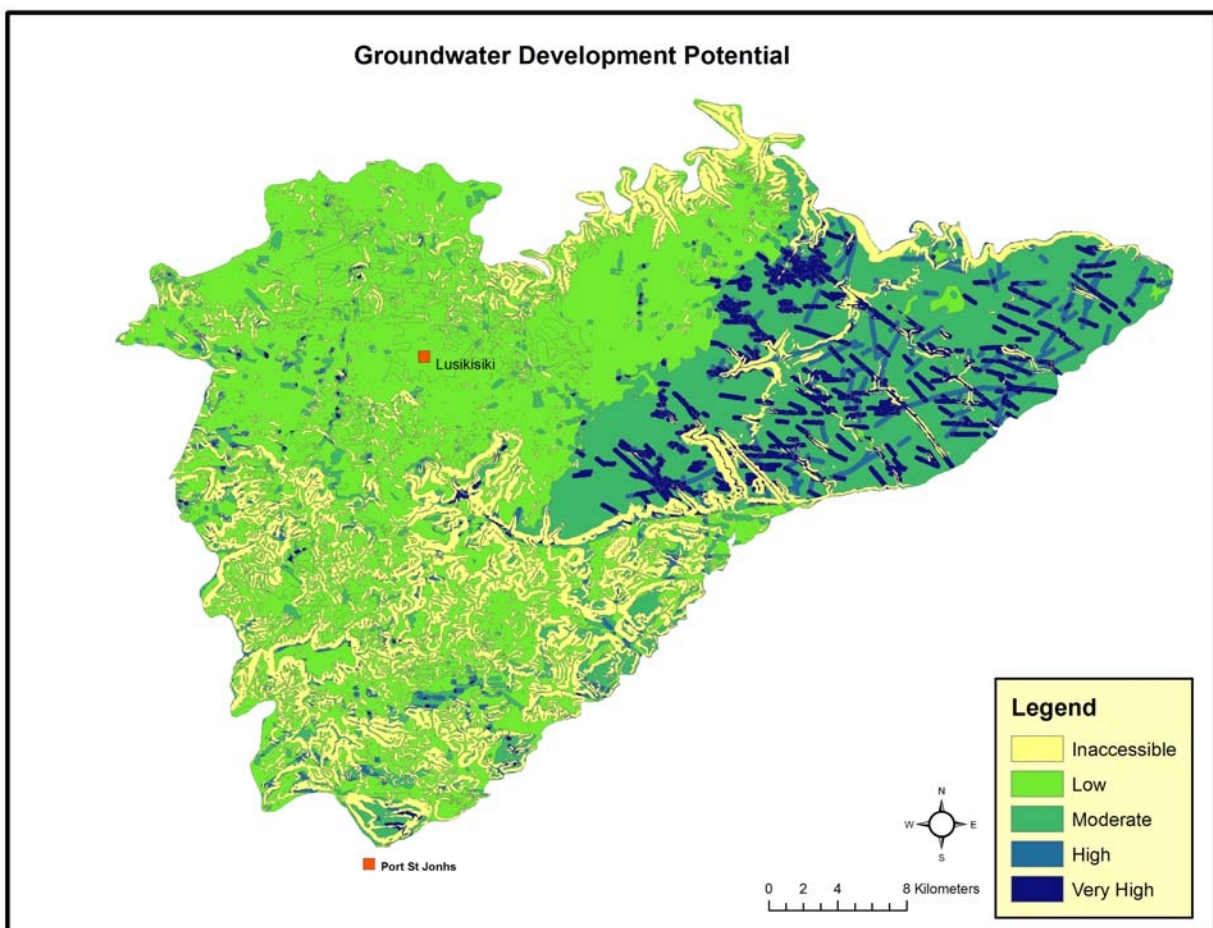 Groundwater Development Potential
Lusikisiki
Port St Jonhs
Legend
Inaccessible
Low
Moderate
High
Very High
N
W E
S
0 2 4 8 Kilometers